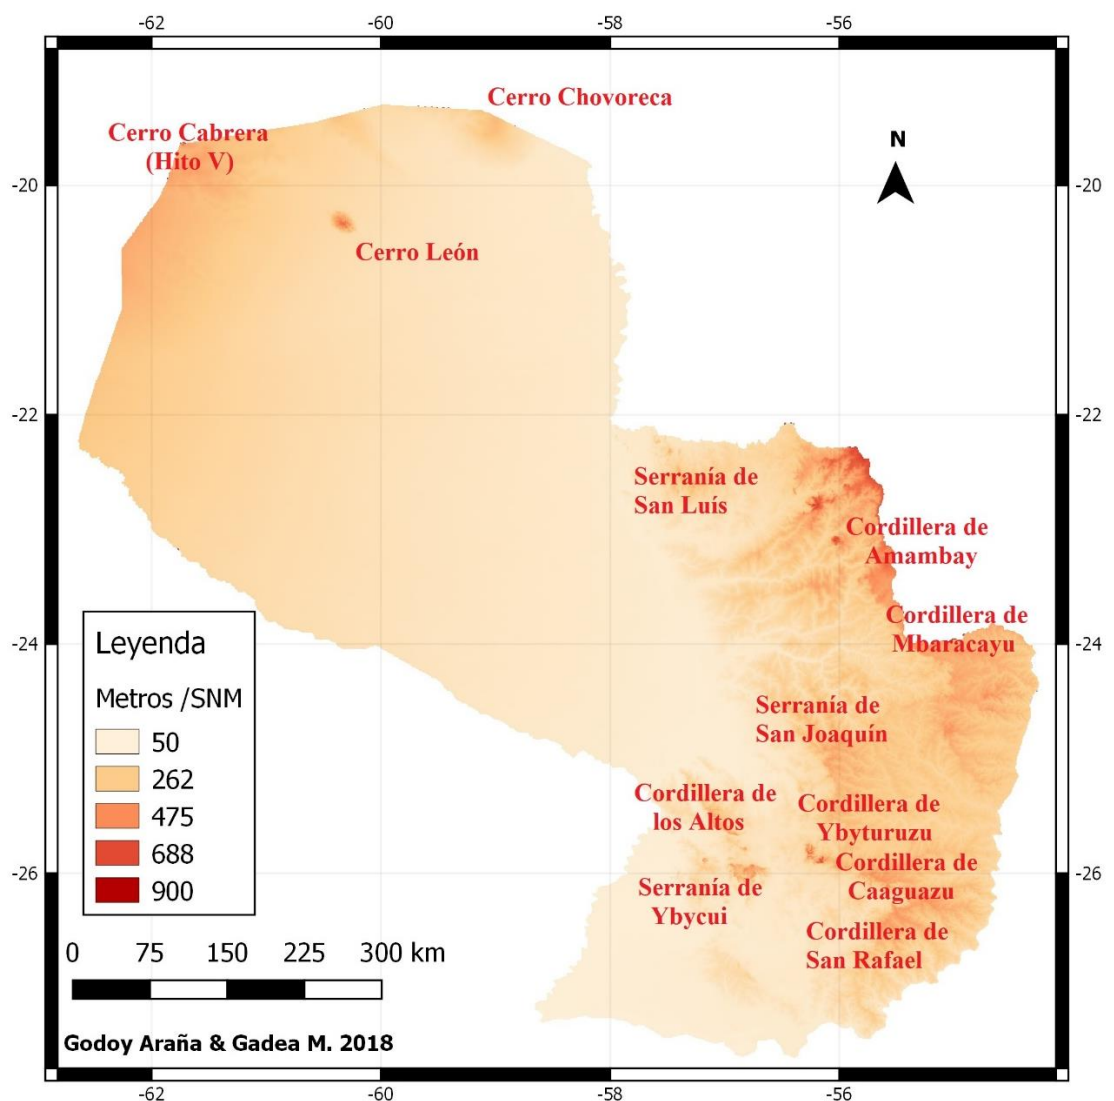 -62 -60 -58 -56
Cerro Chovoreca
Cerro Cabrera
(Hito V)
N
-20 -20
Cerro León
-22 -22
Serranía de
San Luís
Cordillera de
Amambay
Cordillera de
Mbaracayu
-24 -24
Leyenda
Metros /SNM
50
262
475
688
900
Serranía de
San Joaquín
Cordillera de
los Altos
Cordillera de
Ybyturuzu
-26 -26
Cordillera de
Caaguazu
Serranía de
Ybycui
Cordillera de
San Rafael
0 75 150 225 300 km
Godoy Araña & Gadea M. 2018
-62 -60 -58 -56